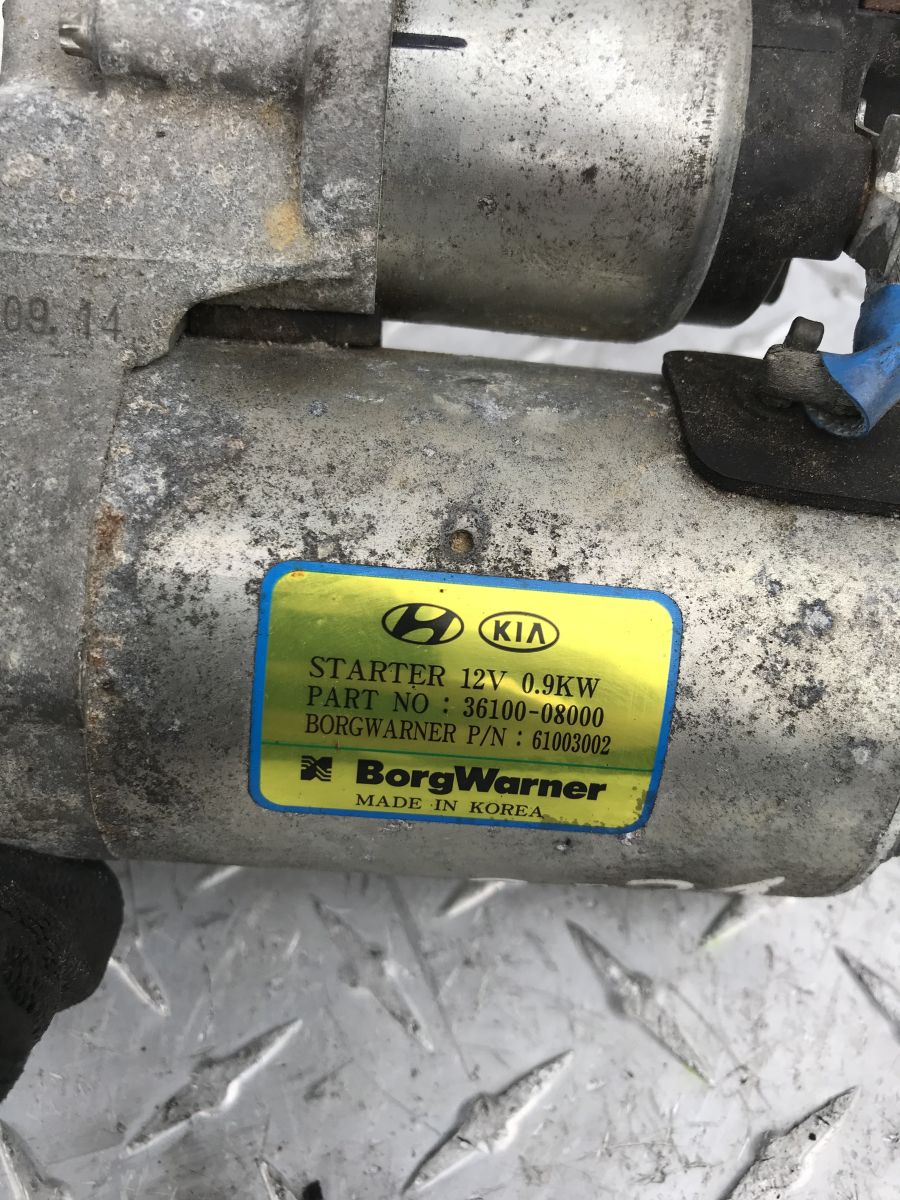 09.14
KIA
STARTER 12V 0.9KW
PART NO : 36100-08000
BORGWARNER P/N : 61003002
BorgWarner
MADE IN KOREA